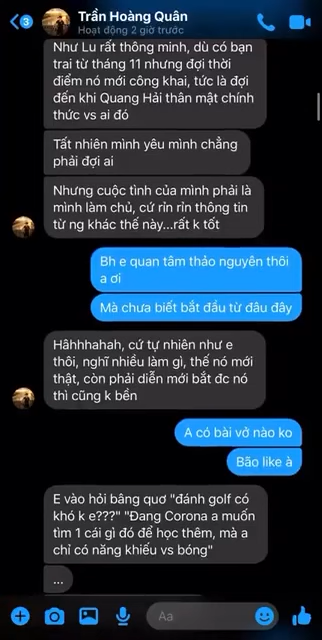 3
Trần Hoàng Quân
Hoạt động 2 giờ trước
Như Lu rất thông minh, dù có bạn
trai từ tháng 11 nhưng đợi thời
điểm nó mới công khai, tức là đợi
đến khi Quang Hải thân mật chính
thức vs ai đó
Tất nhiên mình yêu mình chẳng
phải đợi ai
Nhưng cuộc tình của mình phải là
mình làm chủ, cứ rỉn rỉn thông tin
từ ng khác thế này...rất k tốt
Bh e quan tâm thảo nguyên thôi
a ơi
Mà chưa biết bắt đầu từ đâu đây
Hâhhhahah, cứ tự nhiên như e
thôi, nghĩ nhiều làm gì, thế nó mới
thật, còn phải diễn mới bắt đc nó
thì cũng k bền
A có bài vở nào ko
Bão like à
E vào hỏi bâng quơ "đánh golf có
khó k e???" "Đang Corona a muốn
tìm 1 cái gì đó để học thêm, mà a
chỉ có năng khiếu vs bóng"
...
Aa